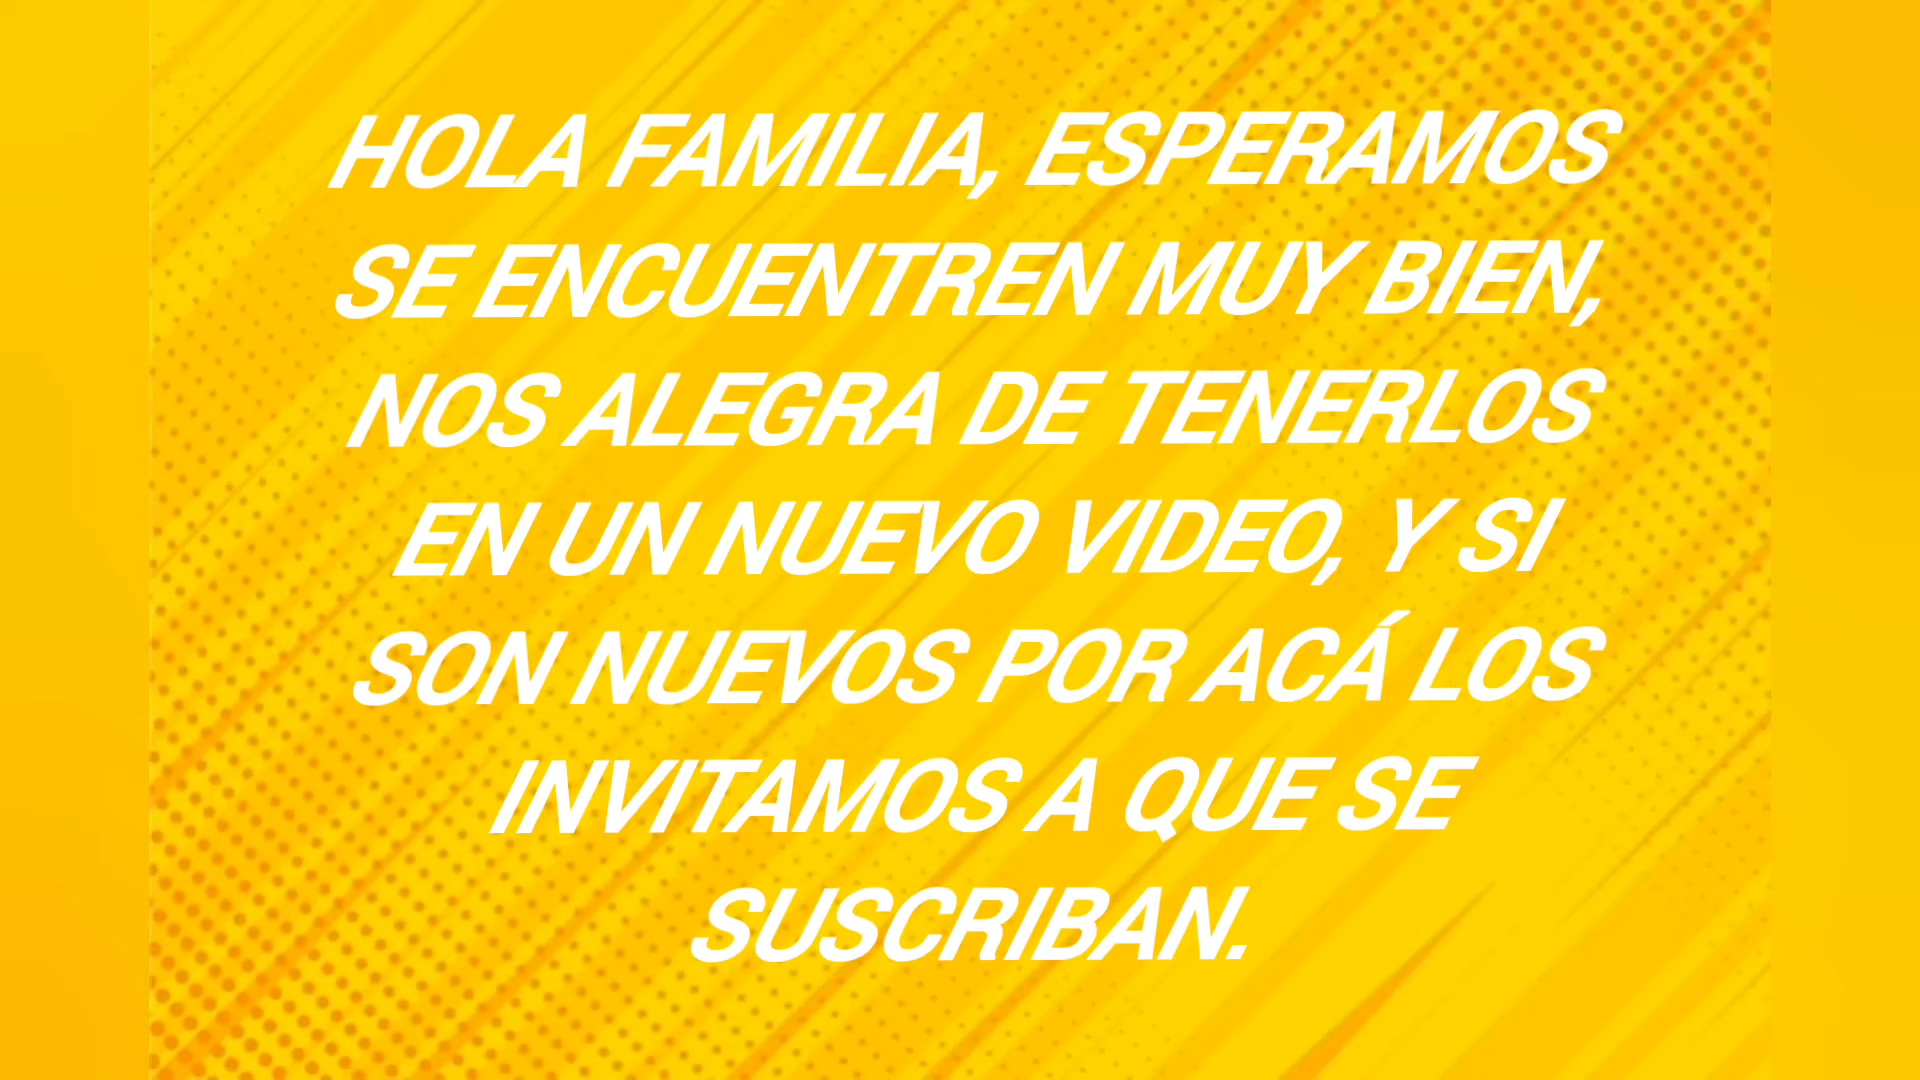 HOLA FAMILIA, ESPERAMOS
SE ENCUENTREN MUY BIEN,
NOS ALEGRA DE TENERLOS
EN UN NUEVO VIDEO, Y SI
SON NUEVOS POR ACÁ LOS
INVITAMOS A QUE SE
SUSCRIBAN.